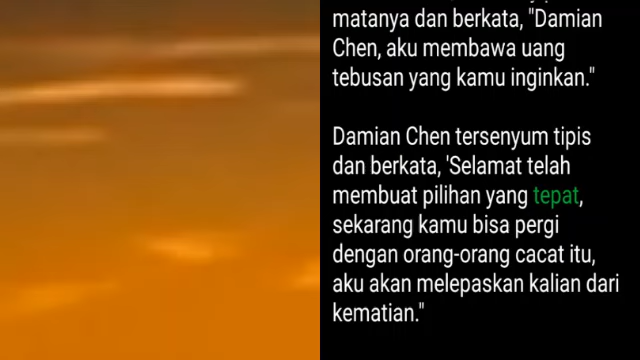 matanya dan berkata, "Damian
Chen, aku membawa uang
tebusan yang kamu inginkan."
Damian Chen tersenyum tipis
dan berkata, 'Selamat telah
membuat pilihan yang tepat,
sekarang kamu bisa pergi
dengan orang-orang cacat itu,
aku akan melepaskan kalian dari
kematian."